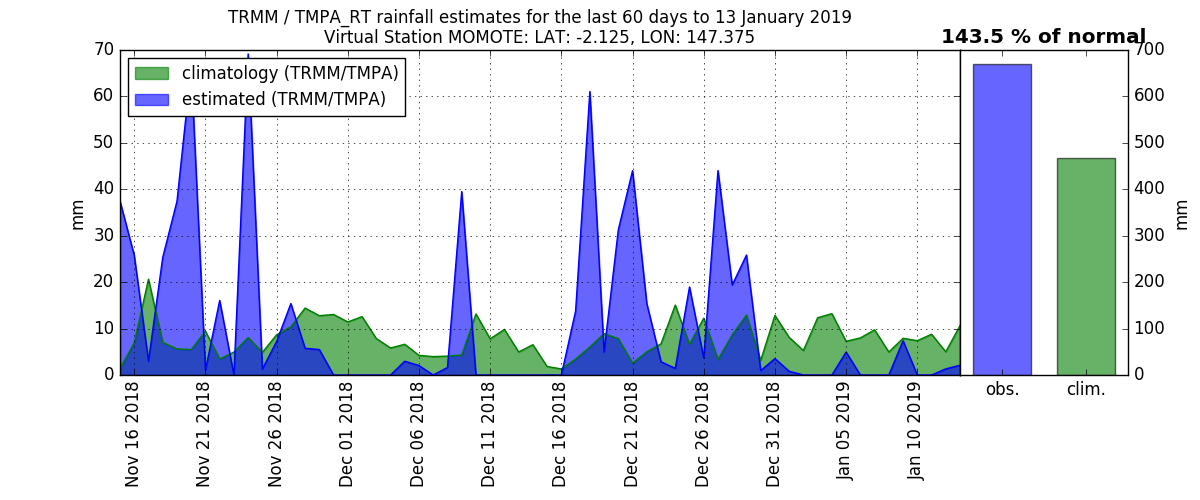 TRMM / TMPA_RT rainfall estimates for the last 60 days to 13 January 2019
Virtual Station MOMOTE: LAT: -2.125, LON: 147.375
143.5 % of normal
climatology (TRMM/TMPA)
estimated (TRMM/TMPA)
70
60
50
40
30
20
10
0
mm
Nov 16 2018
Nov 21 2018
Nov 26 2018
Dec 01 2018
Dec 06 2018
Dec 11 2018
Dec 16 2018
Dec 21 2018
Dec 26 2018
Dec 31 2018
Jan 05 2019
Jan 10 2019
obs.
clim.
700
600
500
400
300
200
100
0
mm